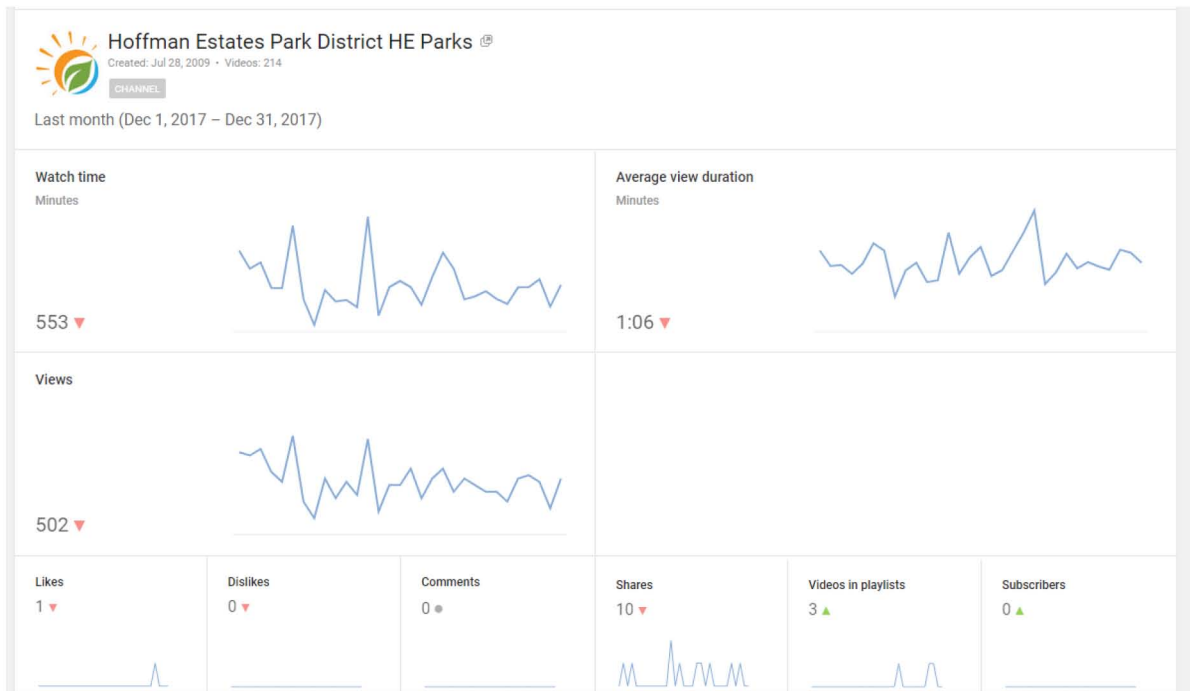 Hoffman Estates Park District HE Parks
Created: Jul 28, 2009 • Videos: 214
CHANNEL
Last month (Dec 1, 2017 – Dec 31, 2017)
Watch time
Minutes
553
Average view duration
Minutes
1:06
Views
502
Likes
1
Dislikes
0
Comments
0
Shares
10
Videos in playlists
3
Subscribers
0